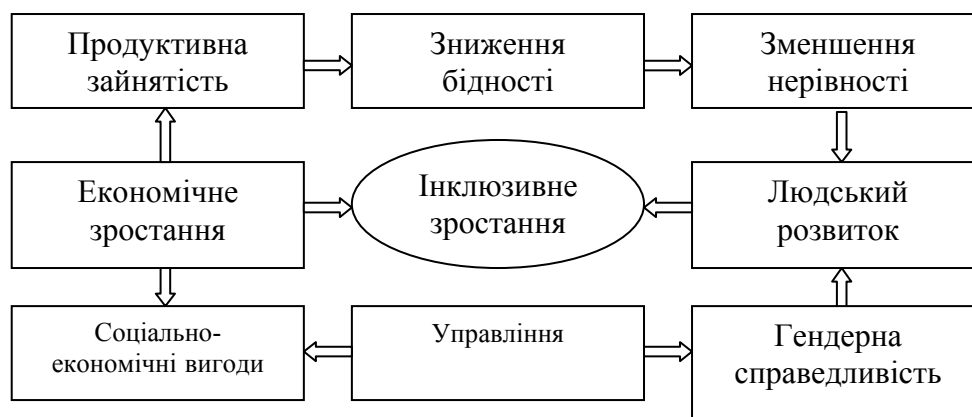 Продуктивна
зайнятість
Зниження
бідності
Зменшення
нерівності
Економічне
зростання
Інклюзивне
зростання
Людський
розвиток
Соціально-
економічні вигоди
Управління
Гендерна
справедливість